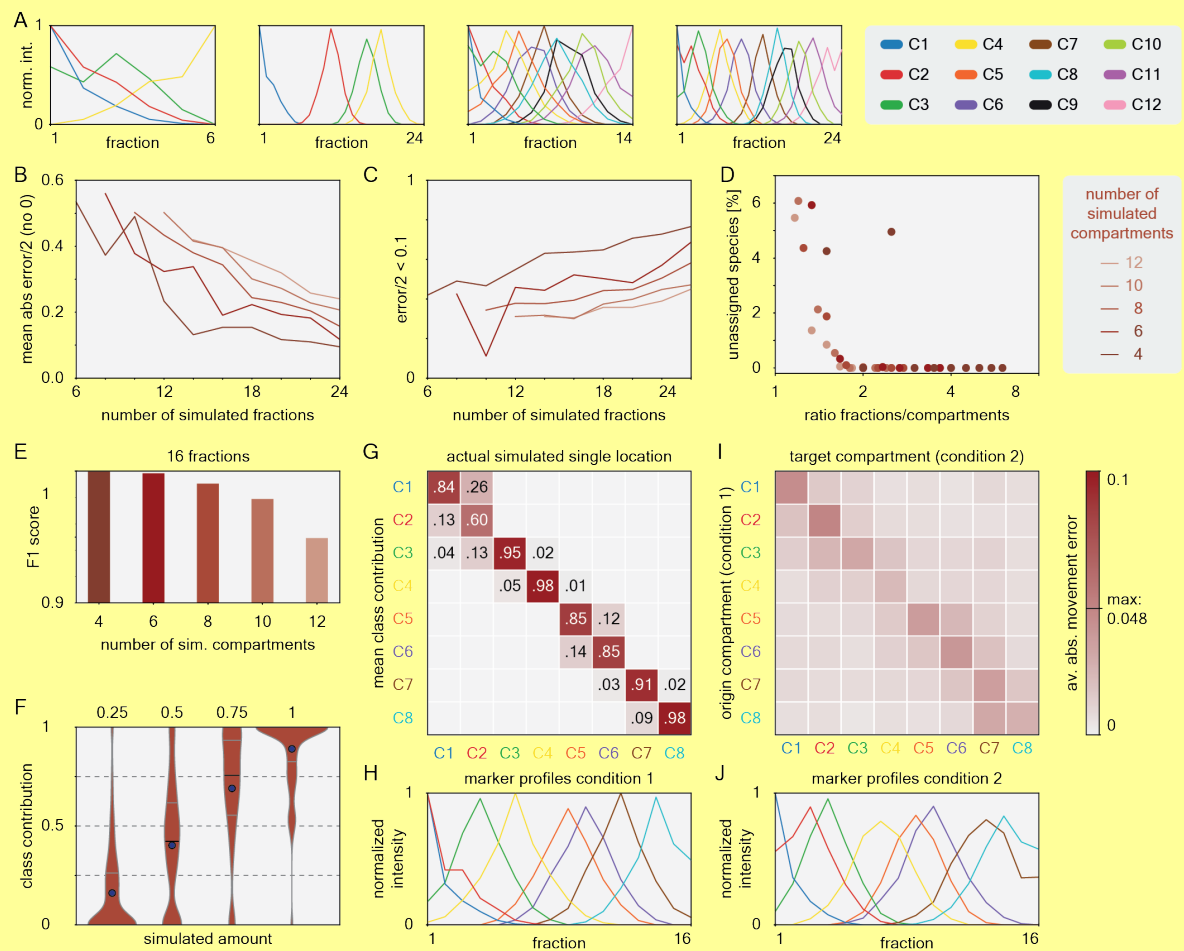 A
norm. int.
1
0
1
6
fraction
1
24
fraction
1
14
fraction
1
24
fraction
C1
C4
C7
C10
C2
C5
C8
C11
C3
C6
C9
C12
B
mean abs error/2 (no 0)
0.6
0.4
0.2
0.0
6
12
18
24
number of simulated fractions
C
error/2 < 0.1
1
0
6
12
18
24
number of simulated fractions
D
unassigned species [%]
6
4
2
0
1
2
4
8
ratio fractions/compartments
number of
simulated
compartments
12
10
8
6
4
E
16 fractions
F1 score
1
0.9
4
6
8
10
12
number of sim. compartments
F
0.25
0.5
0.75
1
class contribution
1
0.5
0
simulated amount
G
actual simulated single location
mean class contribution
C1
.84
.26
C2
.13
.60
C3
.04
.13
.95
.02
C4
.05
.98
.01
C5
.85
.12
C6
.14
.85
C7
.03
.91
.02
C8
.09
.98
C1
C2
C3
C4
C5
C6
C7
C8
H
marker profiles condition 1
normalized
intensity
1
0
1
16
fraction
I
target compartment (condition 2)
origin compartment (condition 1)
C1
C2
C3
C4
C5
C6
C7
C8
C1
C2
C3
C4
C5
C6
C7
C8
av. abs. movement error
0.1
max:
0.048
0
J
marker profiles condition 2
normalized
intensity
1
0
1
16
fraction